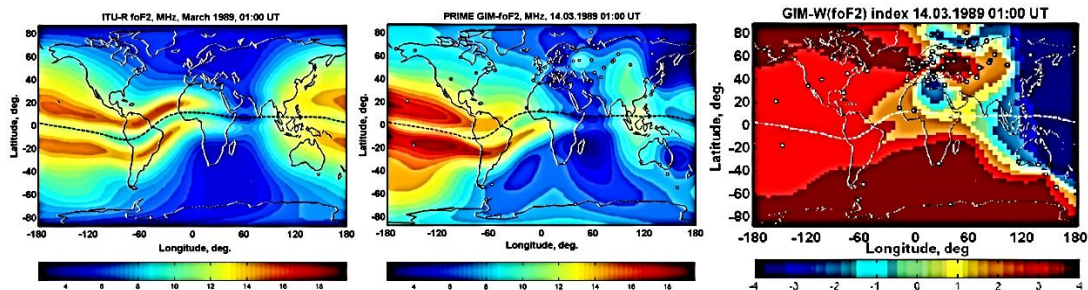 ITU-R foF2, MHz, March 1989, 01:00 UT
Latitude, deg.
80
60
40
20
0
-20
-40
-60
-80
-180 -120 -60 0 60 120 180
Longitude, deg.
4 6 8 10 12 14 16 18
PRIME GIM-foF2, MHz, 14.03.1989 01:00 UT
Latitude, deg.
80
60
40
20
0
-20
-40
-60
-80
-180 -120 -60 0 60 120 180
Longitude, deg.
4 6 8 10 12 14 16 18
GIM-W(foF2) index 14.03.1989 01:00 UT
Latitude, deg.
80
60
40
20
0
-20
-40
-60
-80
-180 -120 -60 0 60 120 180
Longitude, deg
-4 -3 -2 -1 0 1 2 3 4